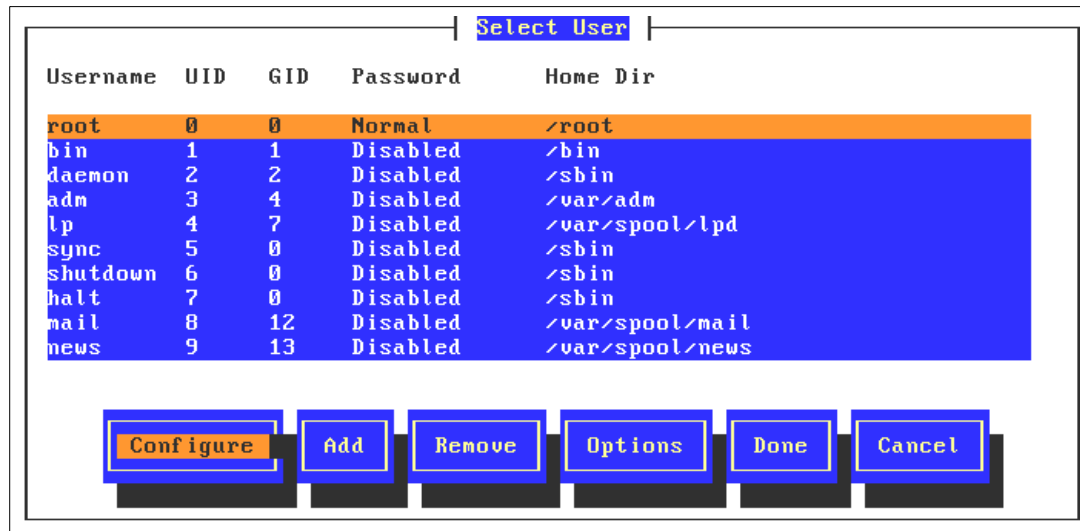 Select User
Username UID GID Password Home Dir
root 0 0 Normal /root
bin 1 1 Disabled /bin
daemon 2 2 Disabled /sbin
adm 3 4 Disabled /var/adm
lp 4 7 Disabled /var/spool/lpd
sync 5 0 Disabled /sbin
shutdown 6 0 Disabled /sbin
halt 7 0 Disabled /sbin
mail 8 12 Disabled /var/spool/mail
news 9 13 Disabled /var/spool/news
Configure Add Remove Options Done Cancel